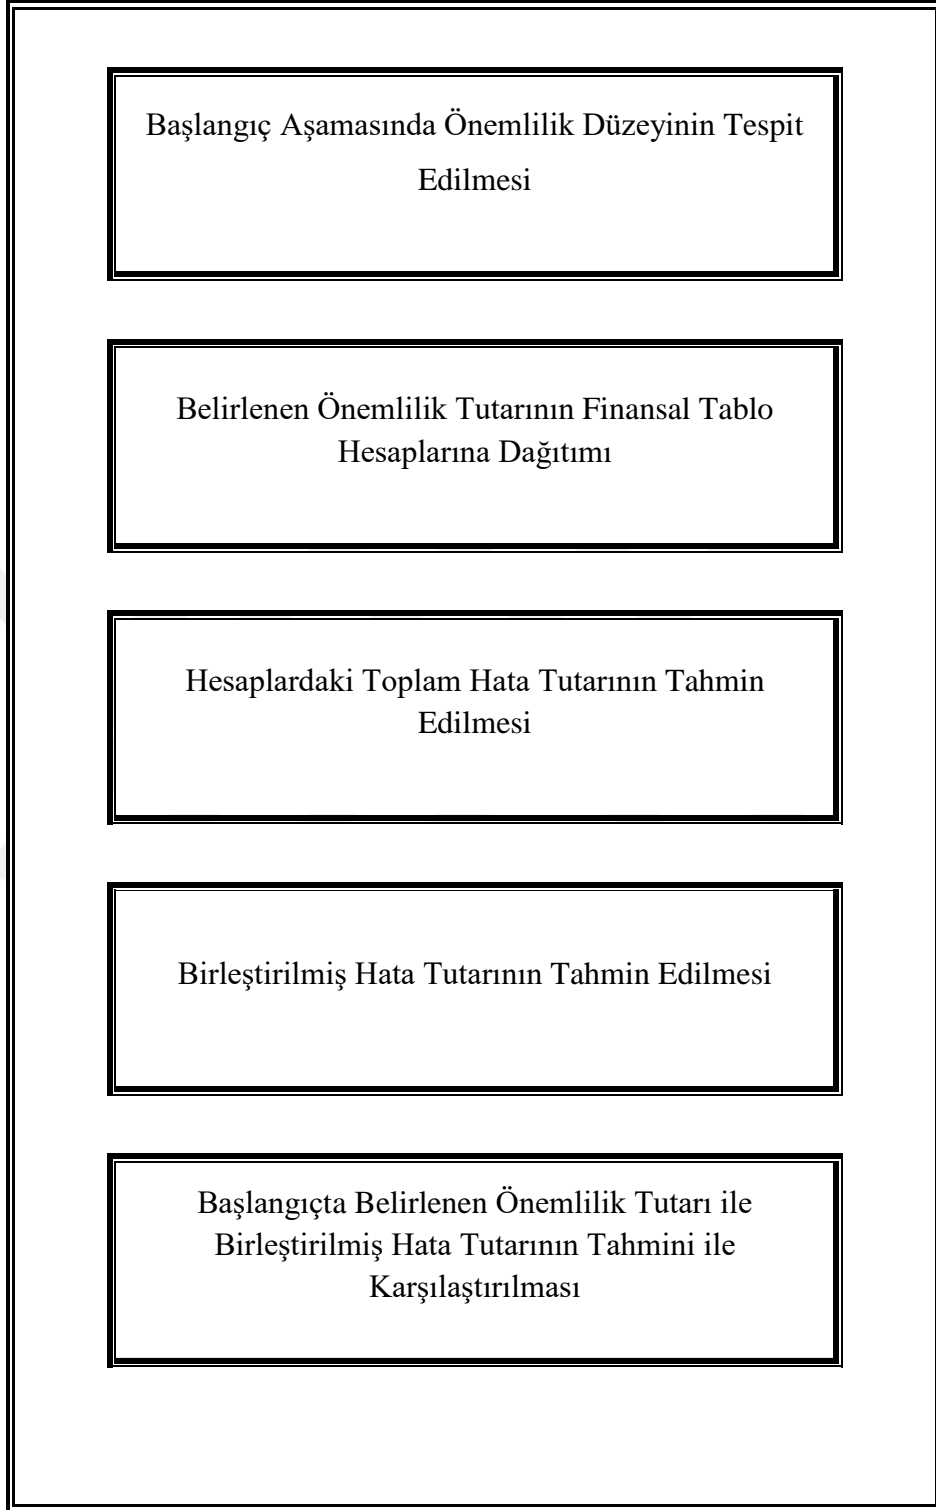 Başlangıç Aşamasında Önemlilik Düzeyinin Tespit
Edilmesi
Belirlenen Önemlilik Tutarının Finansal Tablo
Hesaplarına Dağıtımı
Hesaplardaki Toplam Hata Tutarının Tahmin
Edilmesi
Birleştirilmiş Hata Tutarının Tahmin Edilmesi
Başlangıçta Belirlenen Önemlilik Tutarı ile
Birleştirilmiş Hata Tutarının Tahmini ile
Karşılaştırılması